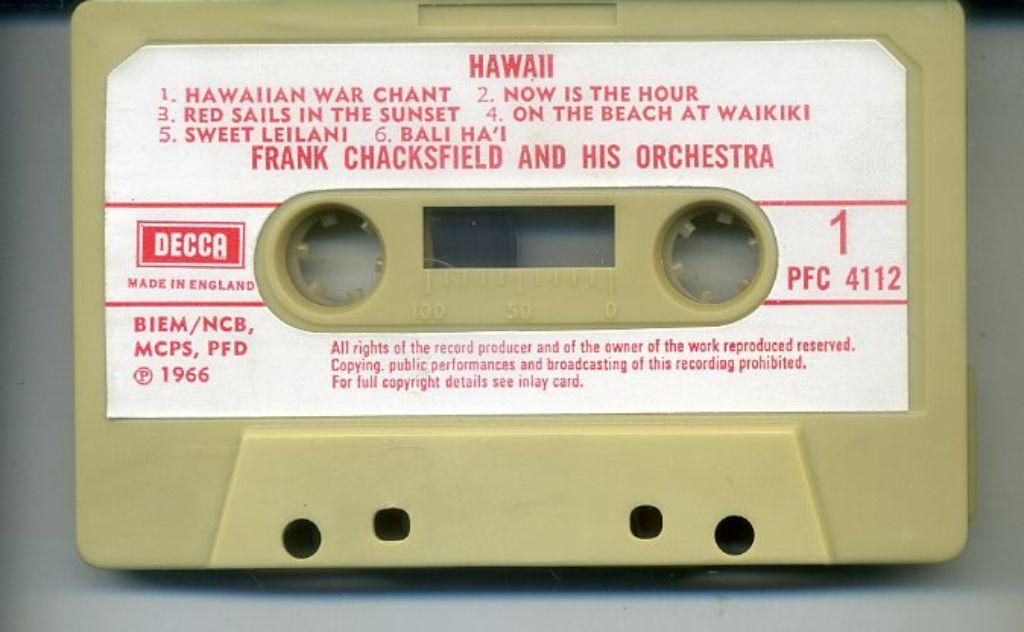 HAWAII
1. HAWAIIAN WAR CHANT 2. NOW IS THE HOUR
3. RED SAILS IN THE SUNSET 4. ON THE BEACH AT WAIKIKI
5. SWEET LEILANI 6. BALI HA'I
FRANK CHACKSFIELD AND HIS ORCHESTRA
DECCA
MADE IN ENGLAND
1
PFC 4112
100 50 0
BIEM/NCB,
MCPS, PFD
Ⓟ 1966
All rights of the record producer and of the owner of the work reproduced reserved.
Copying. public performances and broadcasting of this recording prohibited.
For full copyright details see inlay card.